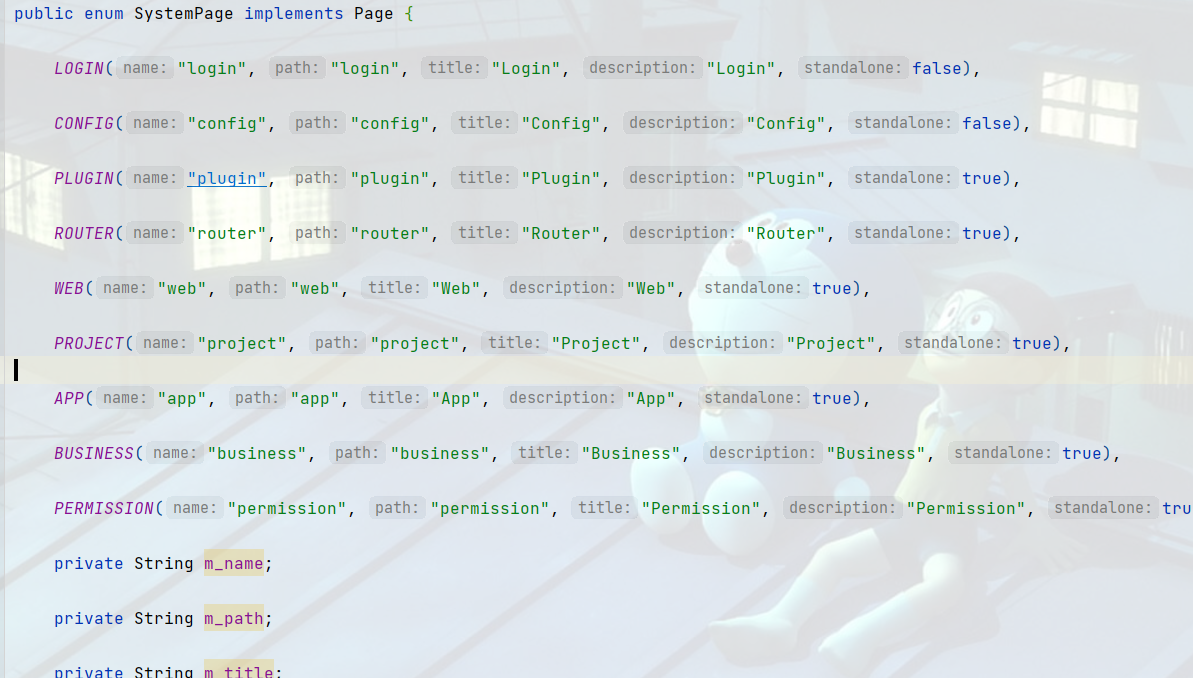 public enum SystemPage implements Page {
LOGIN( name: "login", path: "login", title: "Login", description: "Login", standalone: false),
CONFIG( name: "config", path: "config", title: "Config", description: "Config", standalone: false),
PLUGIN( name: "plugin", path: "plugin", title: "Plugin", description: "Plugin", standalone: true),
ROUTER( name: "router", path: "router", title: "Router", description: "Router", standalone: true),
WEB( name: "web", path: "web", title: "Web", description: "Web", standalone: true),
PROJECT( name: "project", path: "project", title: "Project", description: "Project", standalone: true),
APP( name: "app", path: "app", title: "App", description: "App", standalone: true),
BUSINESS( name: "business", path: "business", title: "Business", description: "Business", standalone: true),
PERMISSION( name: "permission", path: "permission", title: "Permission", description: "Permission", standalone: tru
private String m_name;
private String m_path;
private String m_title;